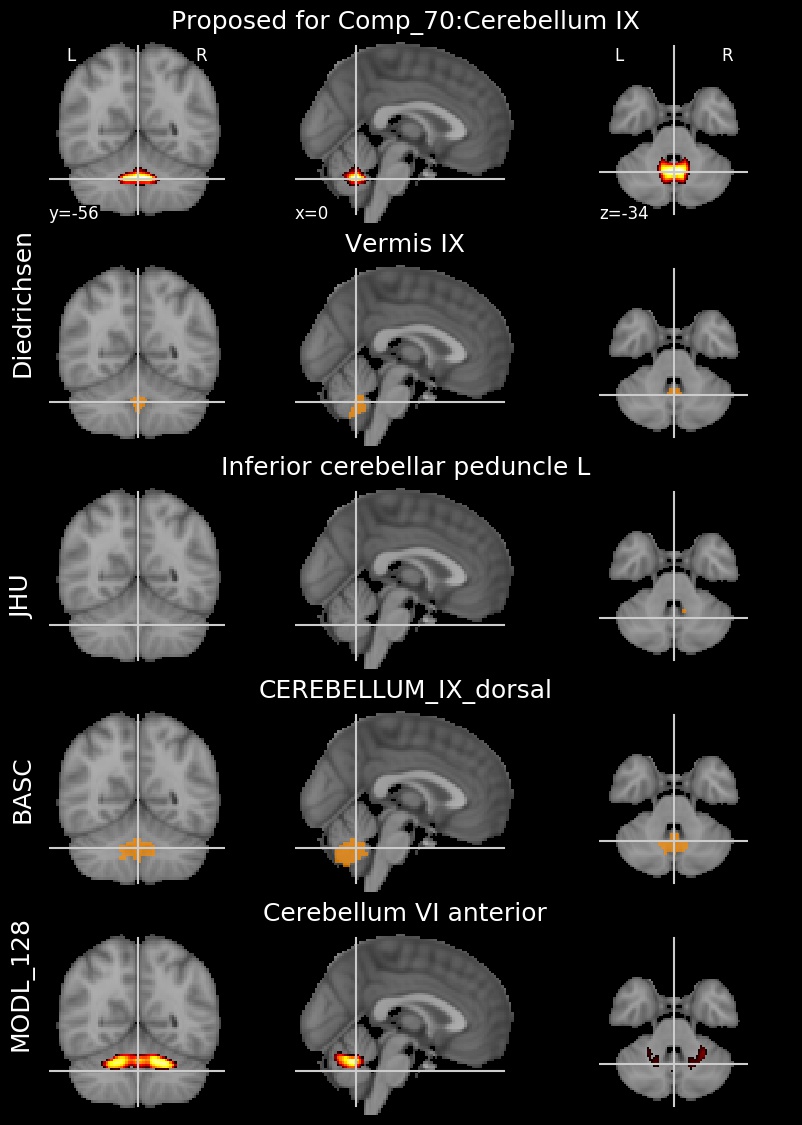 Proposed for Comp_70:Cerebellum IX
L
R
L
R
y=-56
x=0
z=-34
Diedrichsen
Vermis IX
JHU
Inferior cerebellar peduncle L
BASC
CEREBELLUM_IX_dorsal
MODL_128
Cerebellum VI anterior